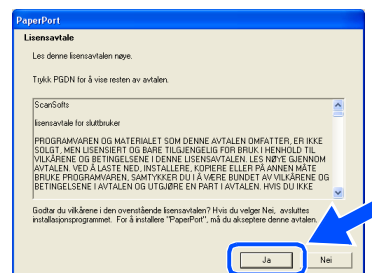 PaperPort
Lisensavtale
Les denne lisensavtalen nøye.
Trykk PGDN for å vise resten av avtalen.
ScanSofts
lisensavtale for sluttbruker
PROGRAMVAREN OG MATERIALET SOM DENNE AVTALEN OMFATTER, ER IKKE
SOLGT, MEN LISENSIERT OG BARE TILGJENGELIG FOR BRUK I HENHOLD TIL
VILKÅRENE OG BETINGELSENE I DENNE LISENSAVTALEN. LES NØYE GJENNOM
AVTALEN. VED Å LASTE NED, INSTALLERE, KOPIERE ELLER PÅ ANNEN MÅTE
BRUKE PROGRAMVAREN, SAMTYKKER DU I Å VÆRE BUNDET AV VILKÅRENE OG
BETINGELSENE I AVTALEN OG UTGJØRE EN PART I AVTALEN. HVIS DU IKKE
Godtar du vilkårene i den ovenstående lisensavtalen? Hvis du velger Nei, avsluttes
installasjonsprogrammet. For å installere "PaperPort", må du akseptere denne avtalen.
Ja
Nei